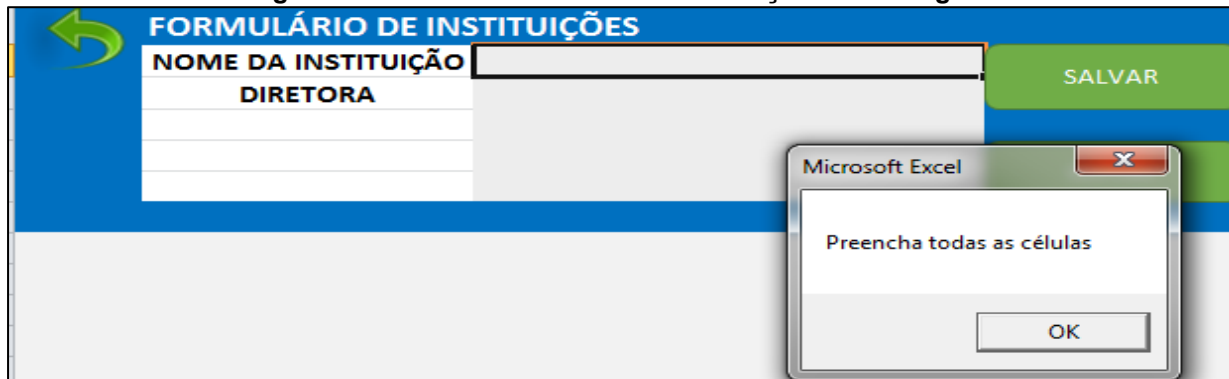 FORMULÁRIO DE INSTITUIÇÕES
NOME DA INSTITUIÇÃO
SALVAR
DIRETORA
Microsoft Excel
Preencha todas as células
OK